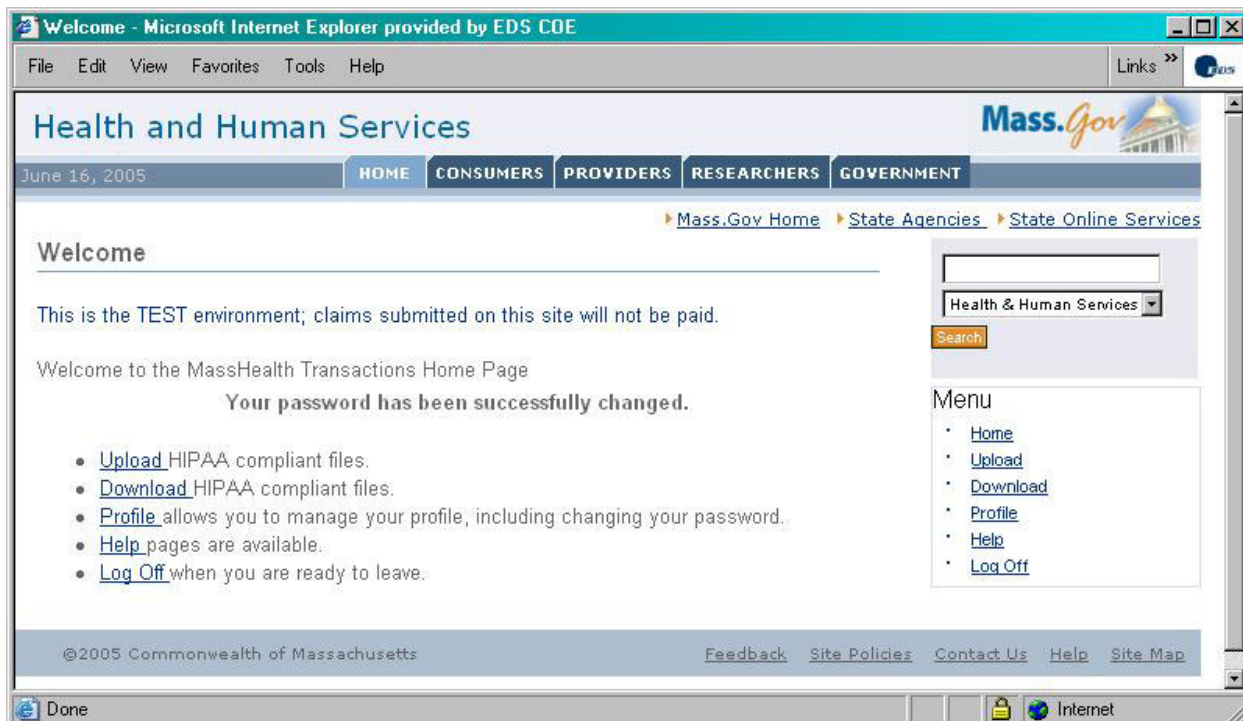 Welcome - Microsoft Internet Explorer provided by EDS COE
File Edit View Favorites Tools Help Links »
Health and Human Services
Mass.Gov
June 16, 2005
HOME CONSUMERS PROVIDERS RESEARCHERS GOVERNMENT
Mass.Gov Home State Agencies State Online Services
Welcome
This is the TEST environment; claims submitted on this site will not be paid.
Welcome to the MassHealth Transactions Home Page
Your password has been successfully changed.
• Upload HIPAA compliant files.
• Download HIPAA compliant files.
• Profile allows you to manage your profile, including changing your password.
• Help pages are available.
• Log Off when you are ready to leave.
Health & Human Services
Search
Menu
Home
Upload
Download
Profile
Help
Log Off
©2005 Commonwealth of Massachusetts
Feedback Site Policies Contact Us Help Site Map
Done
Internet